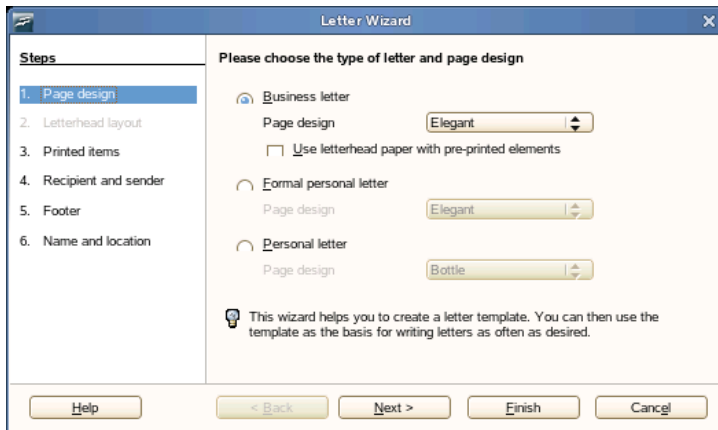 Letter Wizard
Steps
1. Page design
2. Letterhead layout
3. Printed items
4. Recipient and sender
5. Footer
6. Name and location
Please choose the type of letter and page design
Business letter
Page design Elegant
Use letterhead paper with pre-printed elements
Formal personal letter
Page design Elegant
Personal letter
Page design Bottle
This wizard helps you to create a letter template. You can then use the
template as the basis for writing letters as often as desired.
Help < Back Next > Finish Cancel